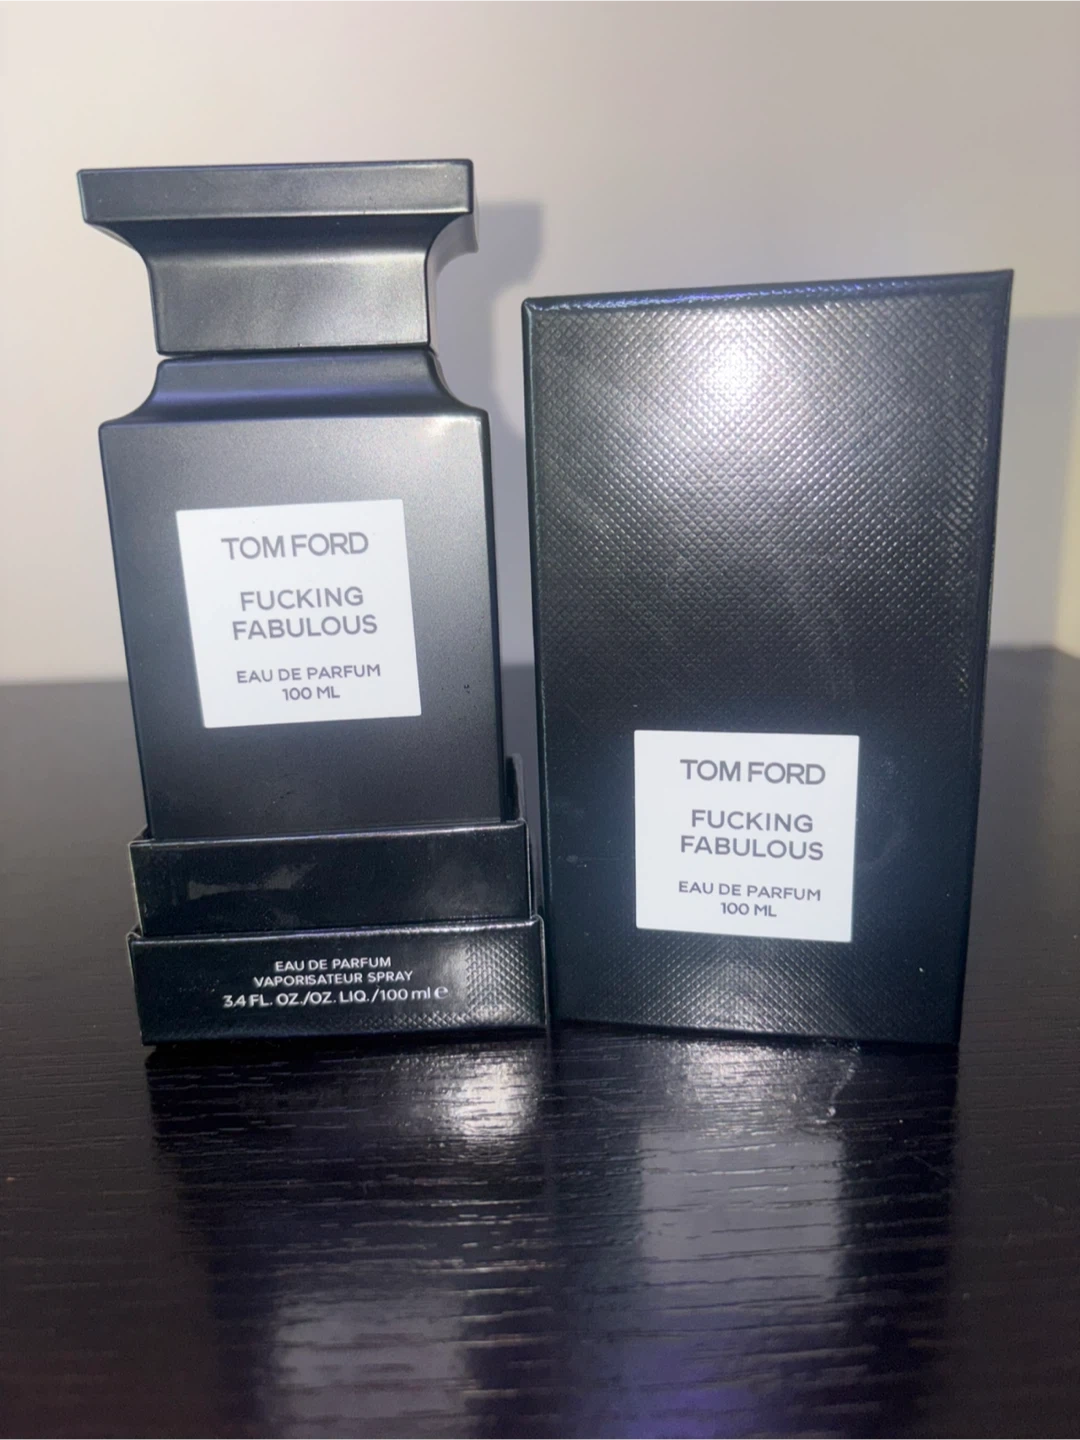 TOM FORD
FUCKING
FABULOUS
EAU DE PARFUM
100 ML
EAU DE PARFUM
VAPORISATEUR SPRAY
3.4 FL. OZ./OZ. LIQ./100 ml ℮
TOM FORD
FUCKING
FABULOUS
EAU DE PARFUM
100 ML